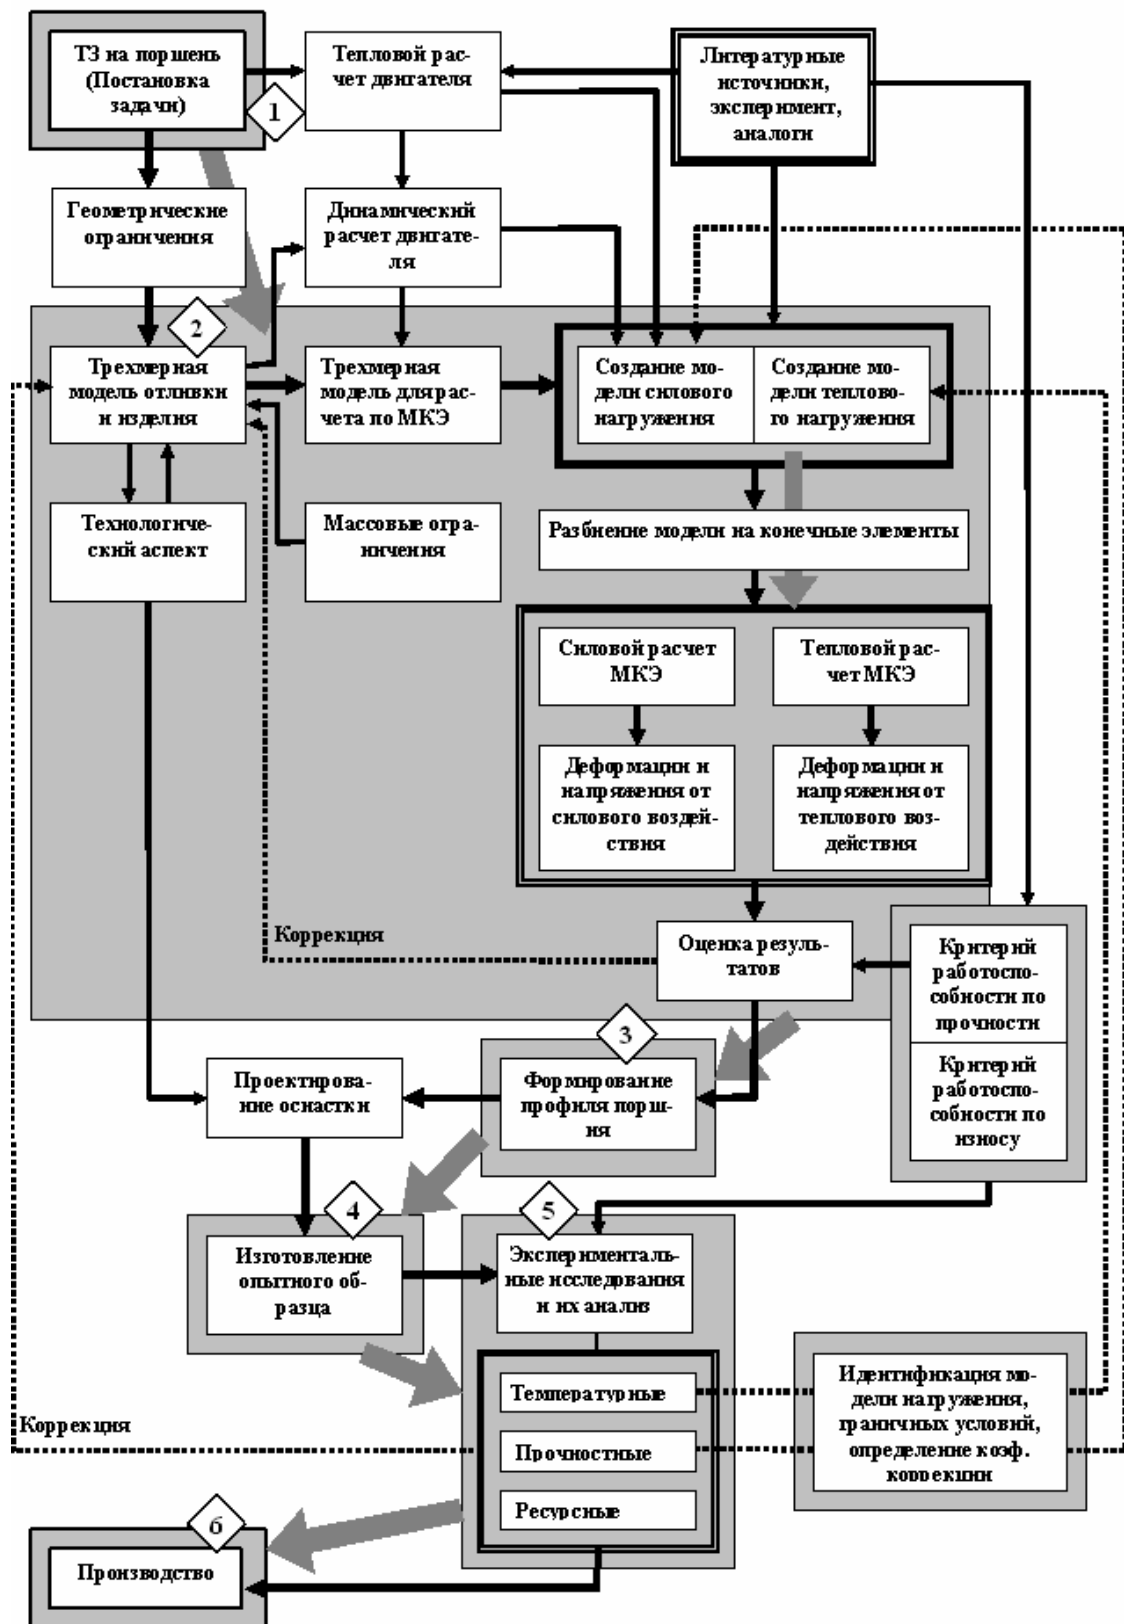 ТЗ на поршень
(Постановка
задачи)
1
Тепловой рас-
чет двигателя
Литературные
источники,
эксперимент,
аналоги
Геометрические
ограничения
Динамический
расчет двигате-
ля
2
Трехмерная
модель отливки
и изделия
Трехмерная
модель для рас-
чета по МКЭ
Создание мо-
дели силового
нагружения
Создание мо-
дели теплово-
го нагружения
Технологиче-
ский аспект
Массовые огра-
ничения
Разбиение модели на конечные элементы
Силовой расчет
МКЭ
Тепловой рас-
чет МКЭ
Деформации и
напряжения от
силового воздей-
ствия
Деформации и
напряжения от
теплового воз-
действия
Коррекция
Оценка резуль-
татов
Критерий
работоспо-
собности по
прочности
Критерий
работоспо-
собности по
износу
3
Проектирова-
ние оснастки
Формирование
профиля порш-
ня
4
Изготовление
опытного об-
разца
5
Эксперименталь-
ные исследования
и их анализ
Температурные
Прочностные
Ресурсные
Идентификация мо-
дели нагружения,
граничных условий,
определение коэф.
коррекции
Коррекция
6
Производство